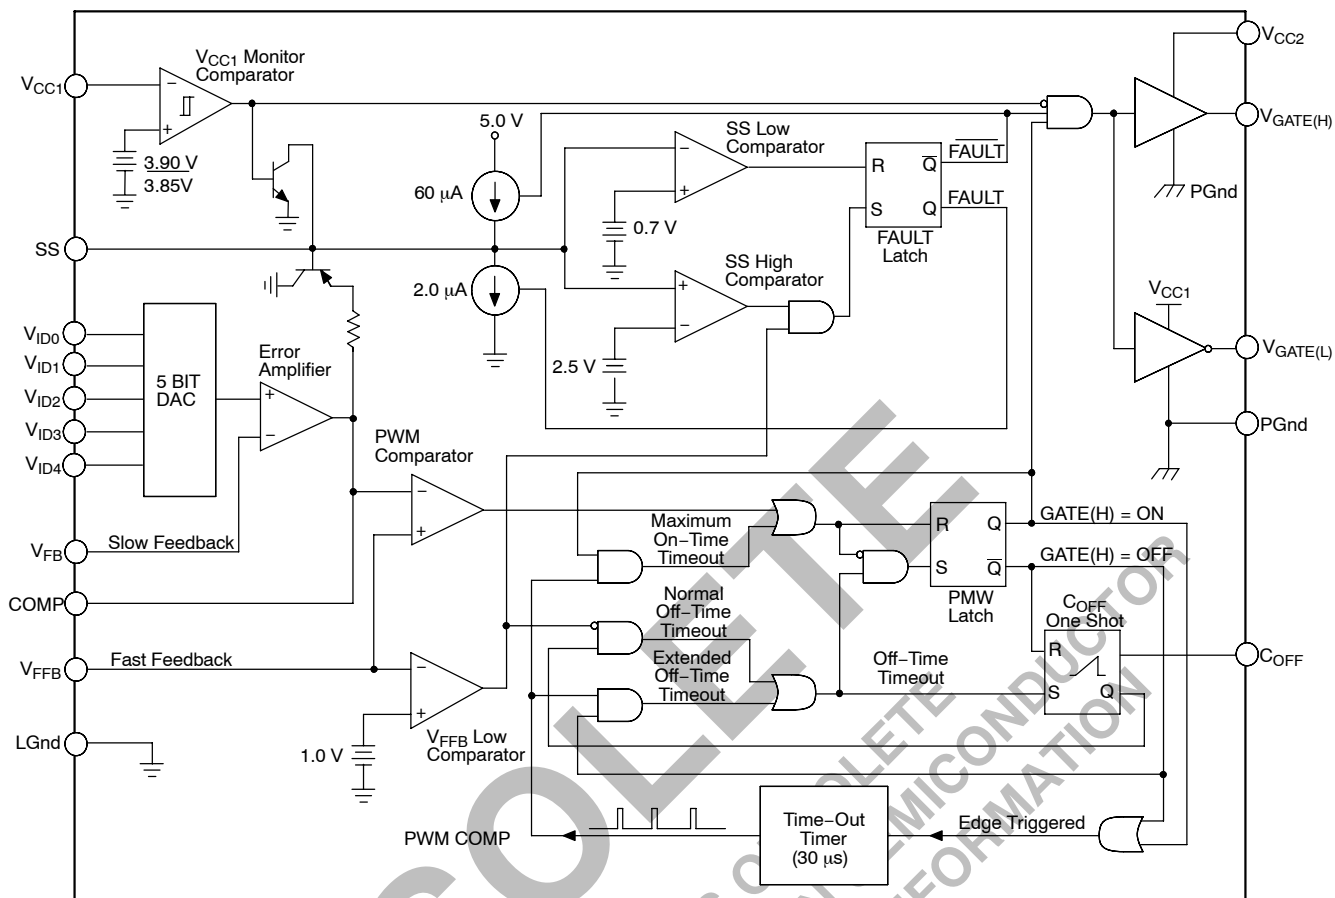 VCC1 Monitor
Comparator
VCC2
VCC1
−
+
3.90 V
3.85V
5.0 V
60 μA
SS Low
Comparator
−
+
0.7 V
FAULT
R Q
S Q
FAULT
FAULT
Latch
VGATE(H)
PGnd
SS
2.0 μA
SS High
Comparator
+
−
2.5 V
VCC1
VGATE(L)
PGnd
VID0
VID1
VID2
VID3
VID4
5 BIT
DAC
Error
Amplifier
+
−
PWM
Comparator
−
+
VFB
Slow Feedback
COMP
VFFB
Fast Feedback
LGnd
−
+
1.0 V
VFFB Low
Comparator
Maximum
On−Time
Timeout
Normal
Off−Time
Timeout
Extended
Off−Time
Timeout
R Q
S Q
PMW
Latch
GATE(H) = ON
GATE(H) = OFF
COFF
One Shot
R
S Q
Off−Time
Timeout
COFF
PWM COMP
Time−Out
Timer
(30 μs)
Edge Triggered
OLETE
OLETE
SEMICONDUCTOR
FORMATION